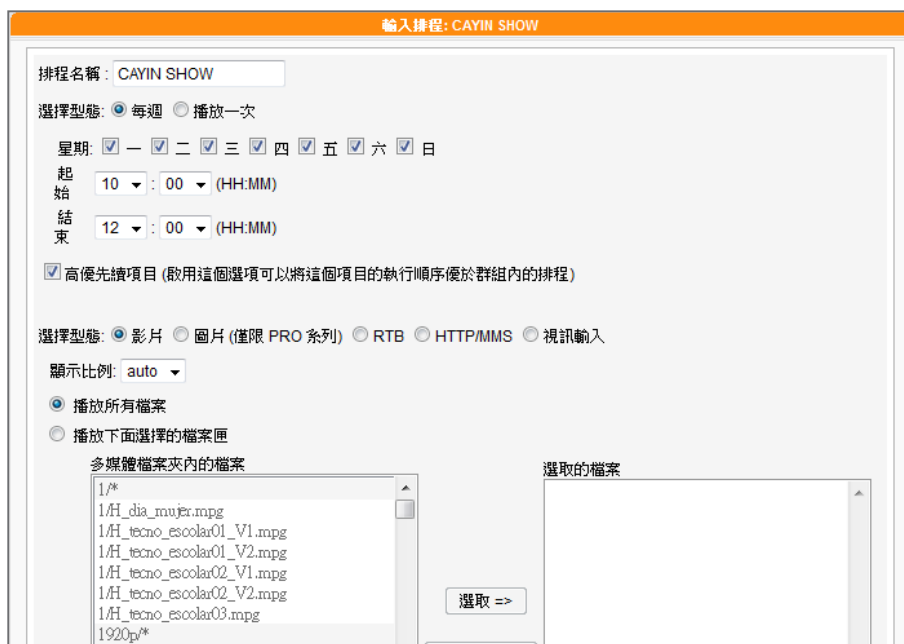 輸入排程: CAYIN SHOW
排程名稱 : CAYIN SHOW
選擇型態: 每週 播放一次
星期: 一 二 三 四 五 六 日
起始 10 : 00 (HH:MM)
結束 12 : 00 (HH:MM)
高優先續項目 (啟用這個選項可以將這個項目的執行順序優於群組內的排程)
選擇型態: 影片 圖片 (僅限 PRO 系列) RTB HTTP/MMS 視訊輸入
顯示比例: auto
播放所有檔案
播放下面選擇的檔案匣
多媒體檔案夾內的檔案
選取的檔案
1/*
1/H_dia_mujer.mpg
1/H_tecno_escolar01_V1.mpg
1/H_tecno_escolar01_V2.mpg
1/H_tecno_escolar02_V1.mpg
1/H_tecno_escolar02_V2.mpg
1/H_tecno_escolar03.mpg
1920p/*
選取 =>